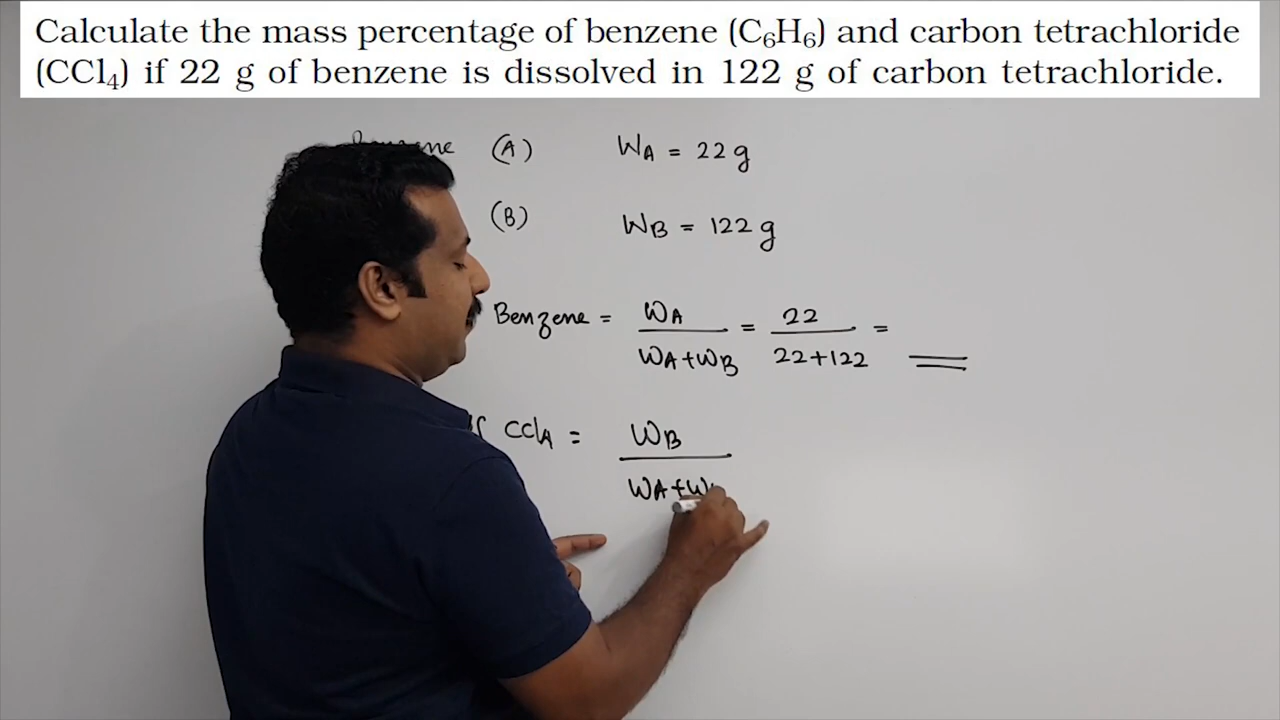 Calculate the mass percentage of benzene (C₆H₆) and carbon tetrachloride
(CCl₄) if 22 g of benzene is dissolved in 122 g of carbon tetrachloride.
(A) WA = 22 g
(B) WB = 122 g
Benzene = WA / WA+WB = 22 / 22+122 =
CCl4 = WB / WA+W